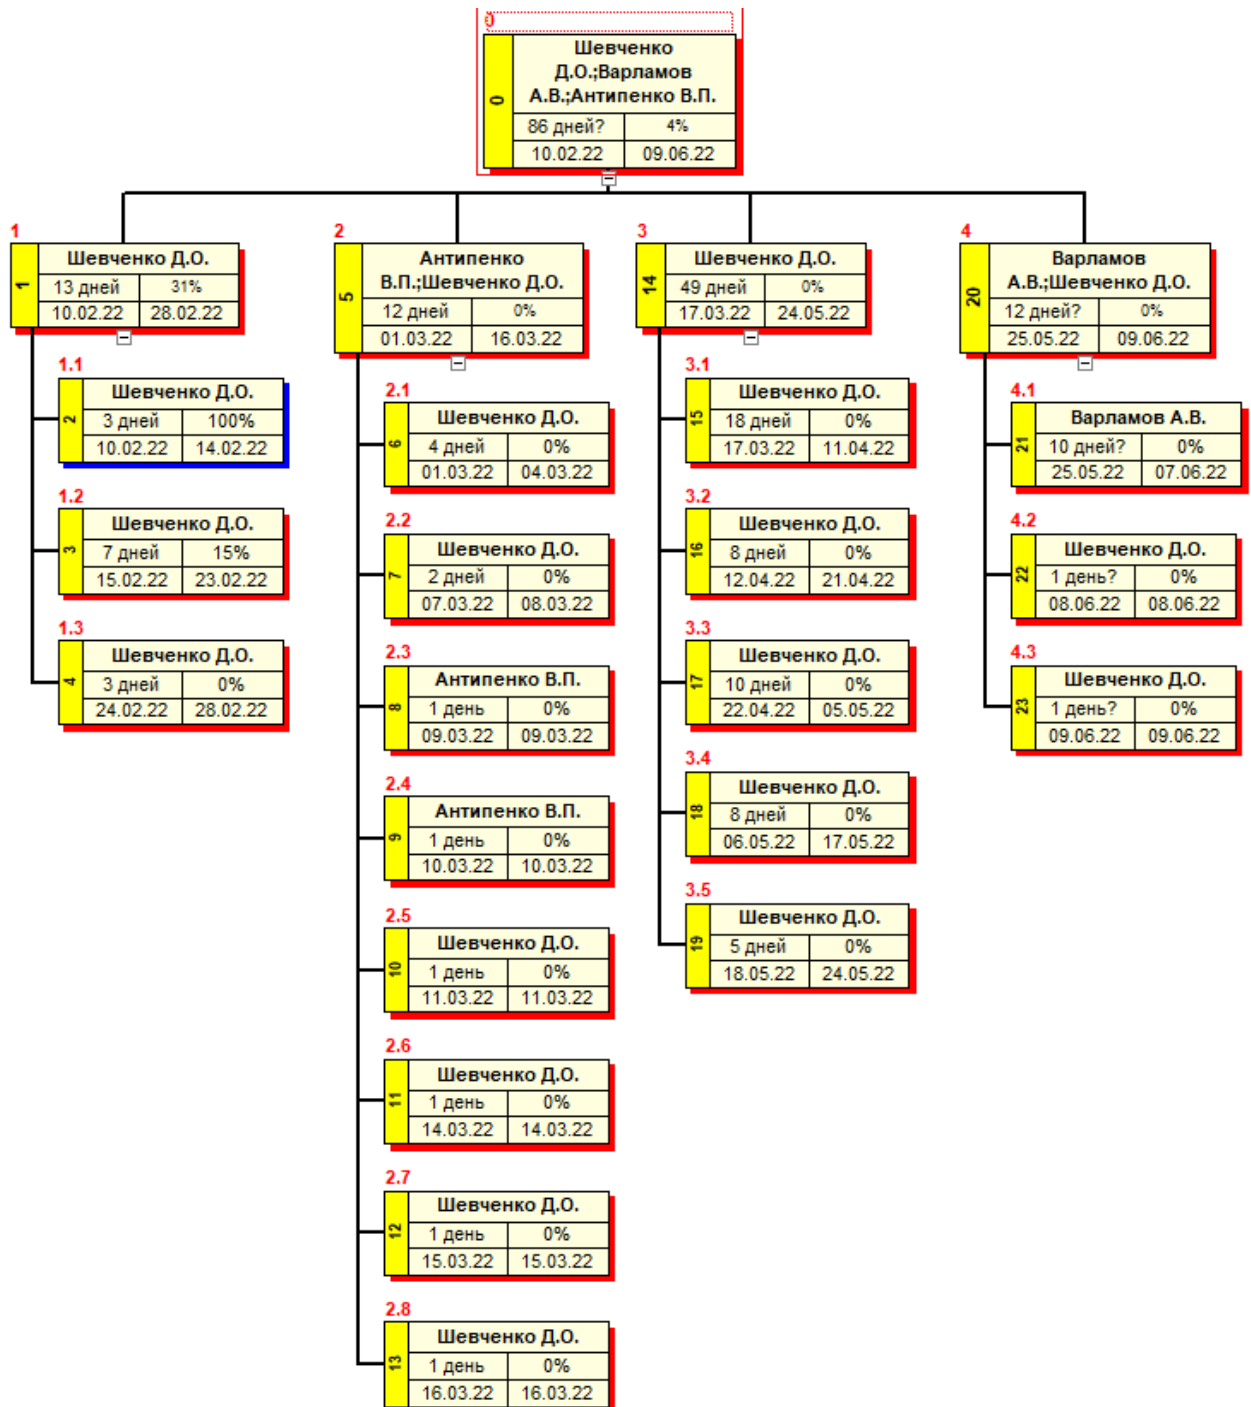 0
0
Шевченко
Д.О.;Варламов
А.В.;Антипенко В.П.
86 дней? 4%
10.02.22 09.06.22
1
1
Шевченко Д.О.
13 дней 31%
10.02.22 28.02.22
1.1
2
Шевченко Д.О.
3 дней 100%
10.02.22 14.02.22
1.2
3
Шевченко Д.О.
7 дней 15%
15.02.22 23.02.22
1.3
4
Шевченко Д.О.
3 дней 0%
24.02.22 28.02.22
2
5
Антипенко
В.П.;Шевченко Д.О.
12 дней 0%
01.03.22 16.03.22
2.1
6
Шевченко Д.О.
4 дней 0%
01.03.22 04.03.22
2.2
7
Шевченко Д.О.
2 дней 0%
07.03.22 08.03.22
2.3
8
Антипенко В.П.
1 день 0%
09.03.22 09.03.22
2.4
9
Антипенко В.П.
1 день 0%
10.03.22 10.03.22
2.5
10
Шевченко Д.О.
1 день 0%
11.03.22 11.03.22
2.6
11
Шевченко Д.О.
1 день 0%
14.03.22 14.03.22
2.7
12
Шевченко Д.О.
1 день 0%
15.03.22 15.03.22
2.8
13
Шевченко Д.О.
1 день 0%
16.03.22 16.03.22
3
14
Шевченко Д.О.
49 дней 0%
17.03.22 24.05.22
3.1
15
Шевченко Д.О.
18 дней 0%
17.03.22 11.04.22
3.2
16
Шевченко Д.О.
8 дней 0%
12.04.22 21.04.22
3.3
17
Шевченко Д.О.
10 дней 0%
22.04.22 05.05.22
3.4
18
Шевченко Д.О.
8 дней 0%
06.05.22 17.05.22
3.5
19
Шевченко Д.О.
5 дней 0%
18.05.22 24.05.22
4
20
Варламов
А.В.;Шевченко Д.О.
12 дней? 0%
25.05.22 09.06.22
4.1
21
Варламов А.В.
10 дней? 0%
25.05.22 07.06.22
4.2
22
Шевченко Д.О.
1 день? 0%
08.06.22 08.06.22
4.3
23
Шевченко Д.О.
1 день? 0%
09.06.22 09.06.22